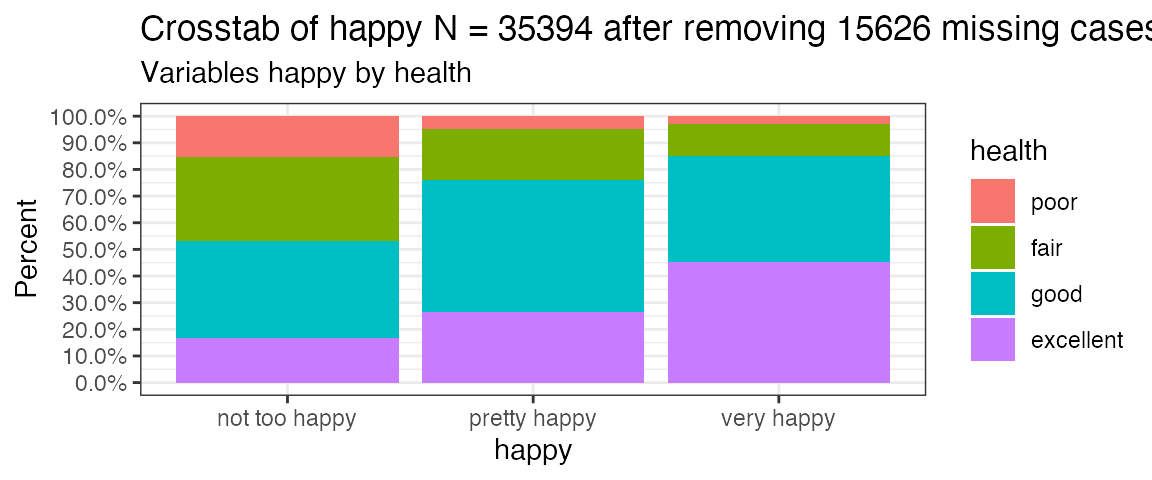 Crosstab of happy N = 35394 after removing 15626 missing cases
Variables happy by health
Percent
100.0%
90.0%
80.0%
70.0%
60.0%
50.0%
40.0%
30.0%
20.0%
10.0%
0.0%
not too happy pretty happy very happy
happy
health
poor
fair
good
excellent